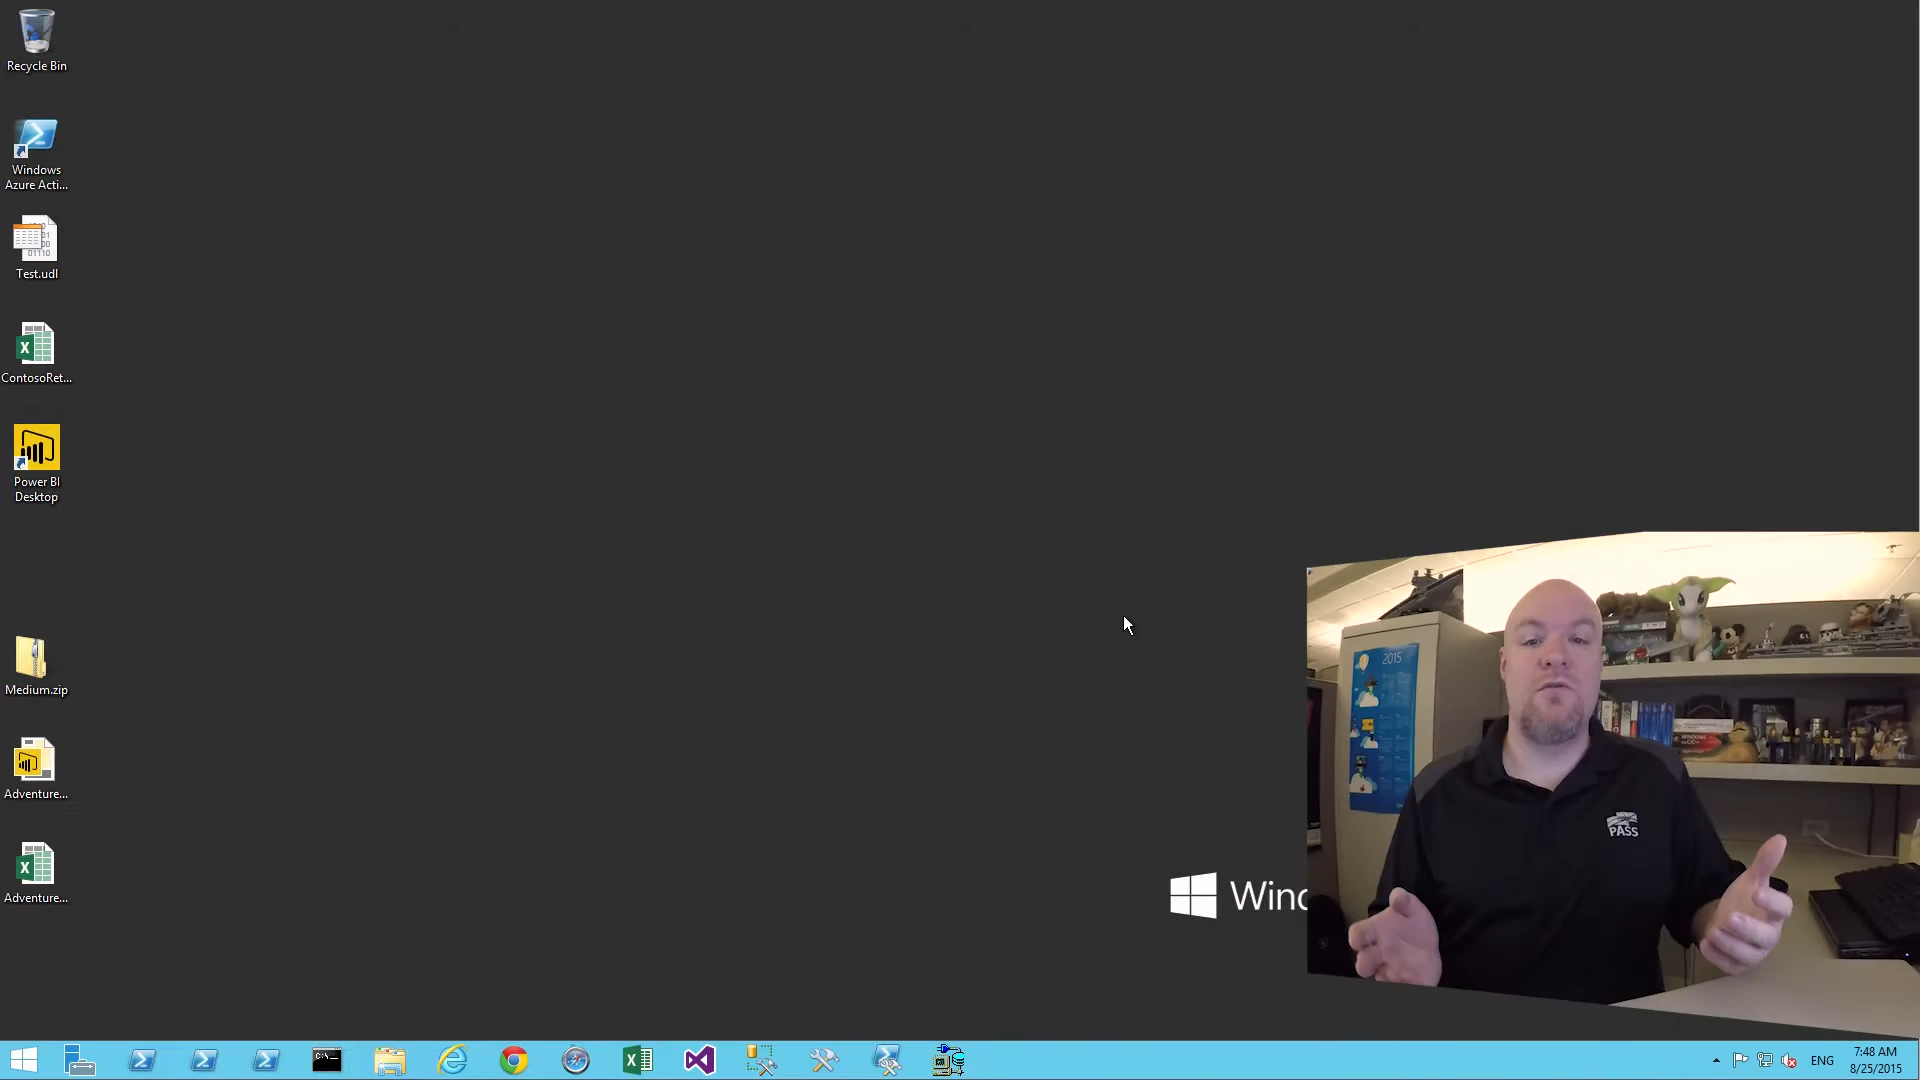 Recycle Bin
Windows
Azure Acti...
Test.udl
ContosoRet...
Power BI
Desktop
Medium.zip
Adventure...
Adventure...
2015
PASS
Wind
ENG
7:48 AM
8/25/2015